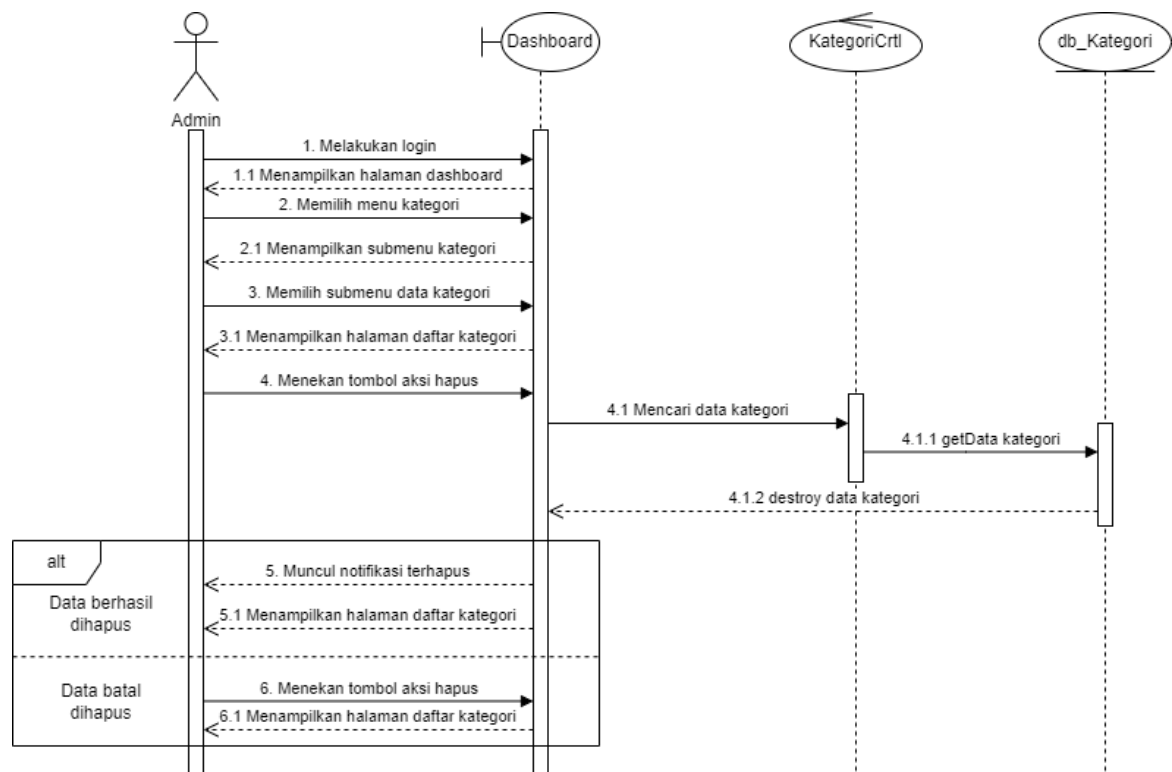 Dashboard
KategoriCrtl
db_Kategori
Admin
1. Melakukan login
1.1 Menampilkan halaman dashboard
2. Memilih menu kategori
2.1 Menampilkan submenu kategori
3. Memilih submenu data kategori
3.1 Menampilkan halaman daftar kategori
4. Menekan tombol aksi hapus
4.1 Mencari data kategori
4.1.1 getData kategori
4.1.2 destroy data kategori
alt
5. Muncul notifikasi terhapus
Data berhasil
dihapus
5.1 Menampilkan halaman daftar kategori
Data batal
dihapus
6. Menekan tombol aksi hapus
6.1 Menampilkan halaman daftar kategori